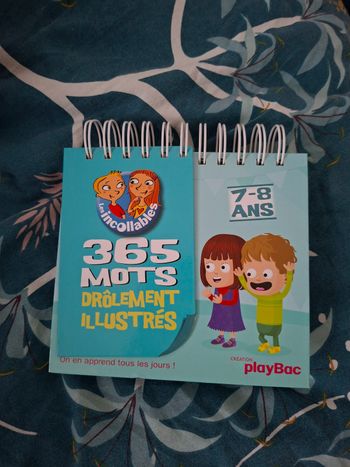 Les incollables
7-8
ANS
365
MOTS
DRÔLEMENT
ILLUSTRÉS
On en apprend tous les jours !
CRÉATION
playBac